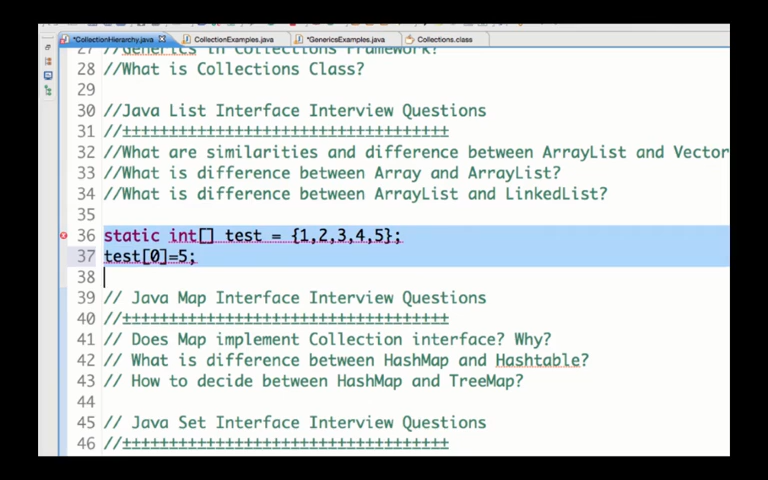 *CollectionHierarchy.java CollectionExamples.java *GenericsExamples.java Collections.class
27 //Generics in Collections Framework?
28 //What is Collections Class?
29
30 //Java List Interface Interview Questions
31 //++++++++++++++++++++++++++++++++++++
32 //What are similarities and difference between ArrayList and Vector
33 //What is difference between Array and ArrayList?
34 //What is difference between ArrayList and LinkedList?
35
36 static int[] test = {1,2,3,4,5};
37 test[0]=5;
38
39 // Java Map Interface Interview Questions
40 //++++++++++++++++++++++++++++++++++++
41 // Does Map implement Collection interface? Why?
42 // What is difference between HashMap and Hashtable?
43 // How to decide between HashMap and TreeMap?
44
45 // Java Set Interface Interview Questions
46 //++++++++++++++++++++++++++++++++++++